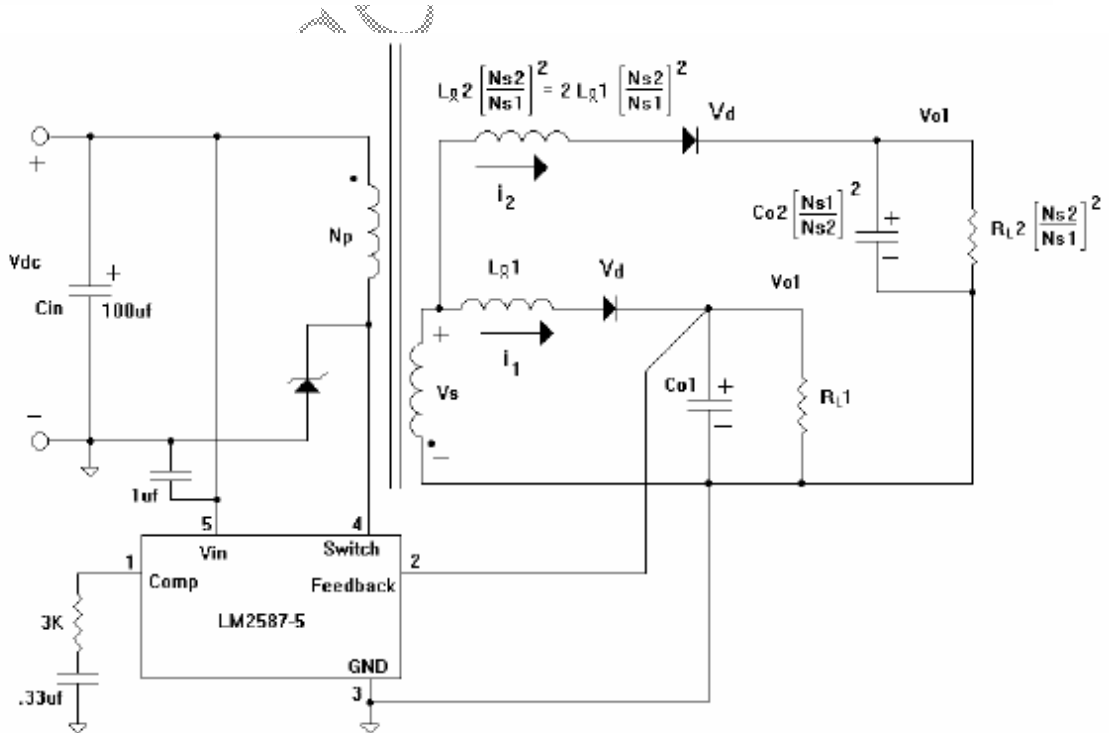 Lℓ2 [Ns2/Ns1]² = 2 Lℓ1 [Ns2/Ns1]²
Vd
Vo1
+
i2
Co2 [Ns1/Ns2]²
+
−
RL2 [Ns2/Ns1]²
Np
Vdc
Cin
+
100uf
Lℓ1
Vd
Vo1
+
i1
Vs
Co1
+
−
RL1
−
−
1uf
5
4
Vin
Switch
1
2
Comp
Feedback
LM2587-5
3K
GND
.33uf
3